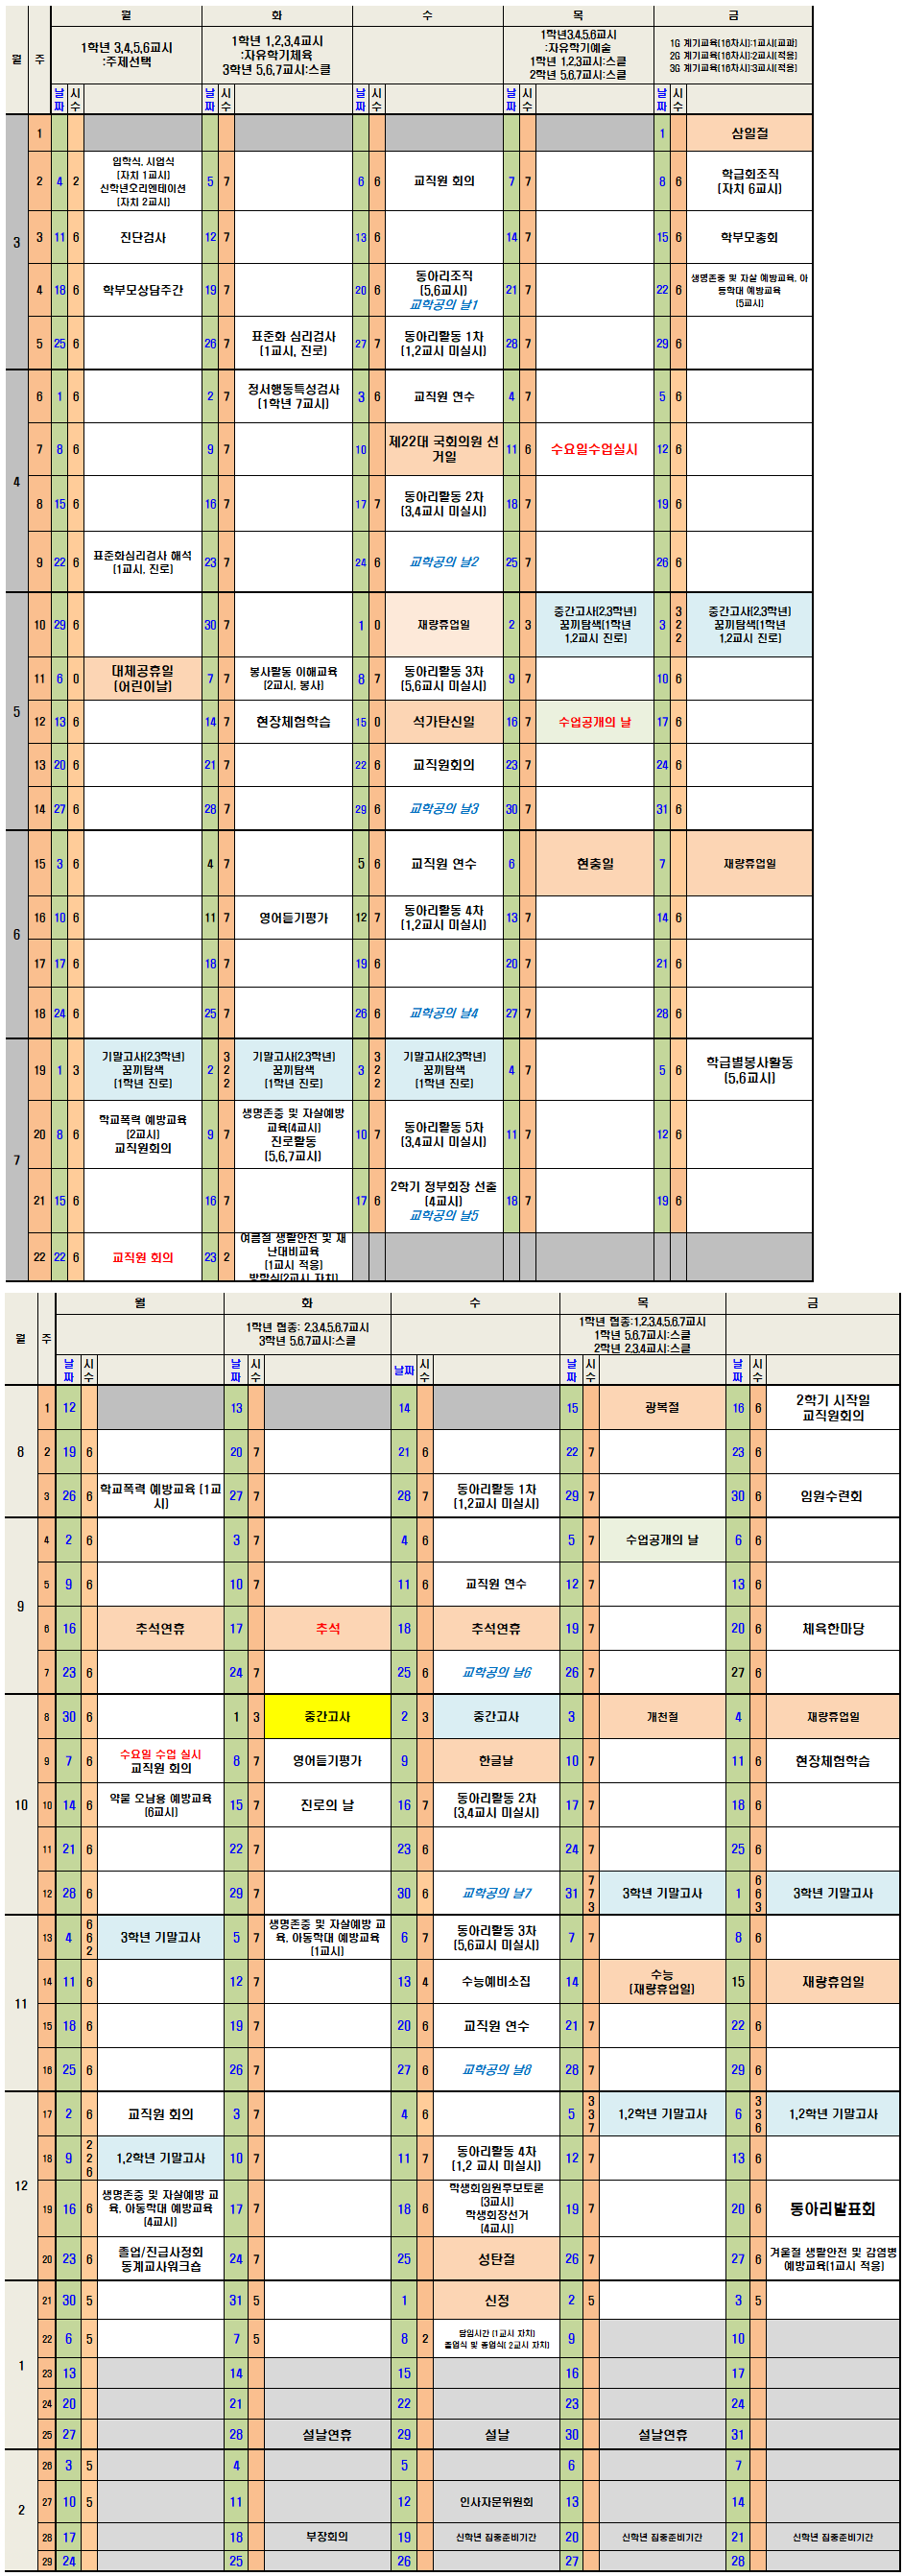 월 주 월 화 수 목 금
1학년 3,4,5,6교시
:주제선택
1학년 1,2,3,4교시
:자유학기체육
3학년 5,6,7교시:스클
1학년3,4,5,6교시
:자유학기예술
1학년 1,2,3교시:스클
2학년 5,6,7교시:스클
1G 계기교육(16차시):1교시(교과)
2G 계기교육(16차시):2교시(적응)
3G 계기교육(16차시):3교시(적응)
날짜 시수 날짜 시수 날짜 시수 날짜 시수 날짜 시수
3
1 1 삼일절
2 4 2 입학식, 시업식
(자치 1교시)
신학년오리엔테이션
(자치 2교시)
5 7 6 6 교직원 회의 7 7 8 6 학급회조직
(자치 6교시)
3 11 6 진단검사 12 7 13 6 14 7 15 6 학부모총회
4 18 6 학부모상담주간 19 7 20 6 동아리조직
(5,6교시)
교학공의 날1
21 7 22 6 생명존중 및 자살 예방교육, 아
동학대 예방교육
(5교시)
5 25 6 26 7 표준화 심리검사
(1교시, 진로)
27 7 동아리활동 1차
(1,2교시 미실시)
28 7 29 6
4
6 1 6 2 7 정서행동특성검사
(1학년 7교시)
3 6 교직원 연수 4 7 5 6
7 8 6 9 7 10 제22대 국회의원 선
거일
11 6 수요일수업실시 12 6
8 15 6 16 7 17 7 동아리활동 2차
(3,4교시 미실시)
18 7 19 6
9 22 6 표준화심리검사 해석
(1교시, 진로)
23 7 24 6 교학공의 날2 25 7 26 6
5
10 29 6 30 7 1 0 재량휴업일 2 3 중간고사(2,3학년)
꿈끼탐색(1학년
1,2교시 진로)
3 3 2 2 중간고사(2,3학년)
꿈끼탐색(1학년
1,2교시 진로)
11 6 0 대체공휴일
(어린이날)
7 7 봉사활동 이해교육
(2교시, 봉사)
8 7 동아리활동 3차
(5,6교시 미실시)
9 7 10 6
12 13 6 14 7 현장체험학습 15 0 석가탄신일 16 7 수업공개의 날 17 6
13 20 6 21 7 22 6 교직원회의 23 7 24 6
14 27 6 28 7 29 6 교학공의 날3 30 7 31 6
6
15 3 6 4 7 5 6 교직원 연수 6 현충일 7 재량휴업일
16 10 6 11 7 영어듣기평가 12 7 동아리활동 4차
(1,2교시 미실시)
13 7 14 6
17 17 6 18 7 19 6 20 7 21 6
18 24 6 25 7 26 6 교학공의 날4 27 7 28 6
7
19 1 3 기말고사(2,3학년)
꿈끼탐색
(1학년 진로)
2 3 2 2 기말고사(2,3학년)
꿈끼탐색
(1학년 진로)
3 3 2 2 기말고사(2,3학년)
꿈끼탐색
(1학년 진로)
4 7 5 6 학급별봉사활동
(5,6교시)
20 8 6 학교폭력 예방교육
(2교시)
교직원회의
9 7 생명존중 및 자살예방
교육(4교시)
진로활동
(5,6,7교시)
10 7 동아리활동 5차
(3,4교시 미실시)
11 7 12 6
21 15 6 16 7 17 6 2학기 정부회장 선출
(4교시)
교학공의 날5
18 7 19 6
22 22 6 교직원 회의 23 2 여름철 생활안전 및 재
난대비교육
(1교시 적응)
방학식(2교시 자치)
월 주 월 화 수 목 금
1학년 협종: 2,3,4,5,6,7교시
3학년 5,6,7교시:스클
1학년 협종:1,2,3,4,5,6,7교시
1학년 5,6,7교시:스클
2학년 2,3,4교시:스클
날짜 시수 날짜 시수 날짜 시수 날짜 시수 날짜 시수
8
1 12 13 14 15 광복절 16 6 2학기 시작일
교직원회의
2 19 6 20 7 21 6 22 7 23 6
3 26 6 학교폭력 예방교육 (1교
시)
27 7 28 7 동아리활동 1차
(1,2교시 미실시)
29 7 30 6 임원수련회
9
4 2 6 3 7 4 6 5 7 수업공개의 날 6 6
5 9 6 10 7 11 6 교직원 연수 12 7 13 6
6 16 추석연휴 17 추석 18 추석연휴 19 7 20 6 체육한마당
7 23 6 24 7 25 6 교학공의 날6 26 7 27 6
10
8 30 6 1 3 중간고사 2 3 중간고사 3 개천절 4 재량휴업일
9 7 6 수요일 수업 실시
교직원 회의
8 7 영어듣기평가 9 한글날 10 7 11 6 현장체험학습
10 14 6 약물 오남용 예방교육
(6교시)
15 7 진로의 날 16 7 동아리활동 2차
(3,4교시 미실시)
17 7 18 6
11 21 6 22 7 23 6 24 7 25 6
12 28 6 29 7 30 6 교학공의 날7 31 7 7 3 3학년 기말고사 1 6 6 3 3학년 기말고사
11
13 4 6 6 2 3학년 기말고사 5 7 생명존중 및 자살예방 교
육, 아동학대 예방교육
(1교시)
6 7 동아리활동 3차
(5,6교시 미실시)
7 7 8 6
14 11 6 12 7 13 4 수능예비소집 14 수능
(재량휴업일)
15 재량휴업일
15 18 6 19 7 20 6 교직원 연수 21 7 22 6
16 25 6 26 7 27 6 교학공의 날8 28 7 29 6
12
17 2 6 교직원 회의 3 7 4 6 5 3 3 7 1,2학년 기말고사 6 3 3 6 1,2학년 기말고사
18 9 2 2 6 1,2학년 기말고사 10 7 11 7 동아리활동 4차
(1,2 교시 미실시)
12 7 13 6
19 16 6 생명존중 및 자살예방 교
육, 아동학대 예방교육
(4교시)
17 7 18 6 학생회임원후보토론
(3교시)
학생회장선거
(4교시)
19 7 20 6 동아리발표회
20 23 6 졸업/진급사정회
동계교사워크숍
24 7 25 성탄절 26 7 27 6 겨울철 생활안전 및 감염병
예방교육(1교시 적응)
1
21 30 5 31 5 1 신정 2 5 3 5
22 6 5 7 5 8 2 담임시간 (1교시 자치)
졸업식 및 종업식( 2교시 자치)
9 10
23 13 14 15 16 17
24 20 21 22 23 24
25 27 28 설날연휴 29 설날 30 설날연휴 31
2
26 3 5 4 5 6 7
27 10 5 11 12 인사자문위원회 13 14
28 17 18 부장회의 19 신학년 집중준비기간 20 신학년 집중준비기간 21 신학년 집중준비기간
29 24 25 26 27 28